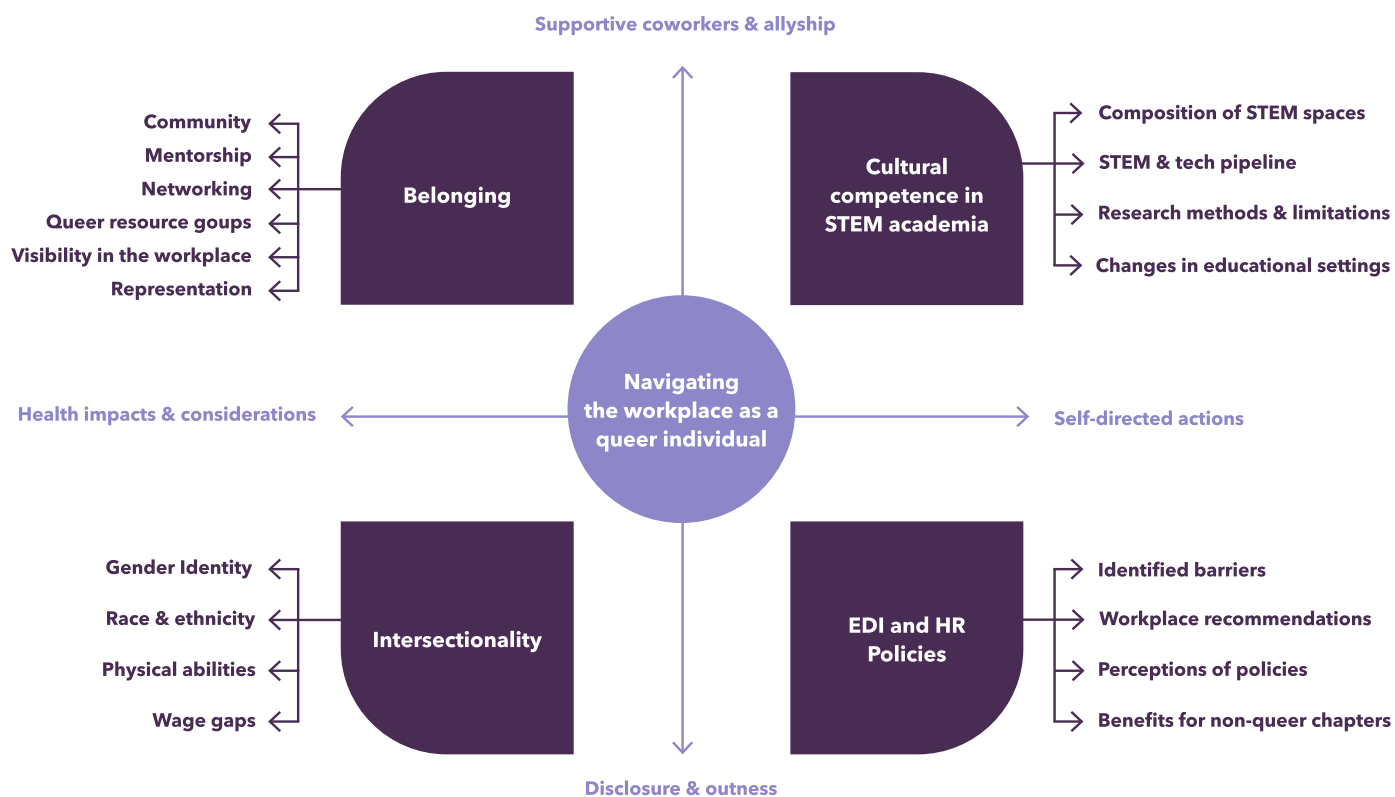 Supportive coworkers & allyship
Community
Mentorship
Networking
Queer resource goups
Visibility in the workplace
Representation
Belonging
Cultural
competence in
STEM academia
Composition of STEM spaces
STEM & tech pipeline
Research methods & limitations
Changes in educational settings
Health impacts & considerations
Navigating
the workplace as a
queer individual
Self-directed actions
Gender Identity
Race & ethnicity
Physical abilities
Wage gaps
Intersectionality
EDI and HR
Policies
Identified barriers
Workplace recommendations
Perceptions of policies
Benefits for non-queer chapters
Disclosure & outness